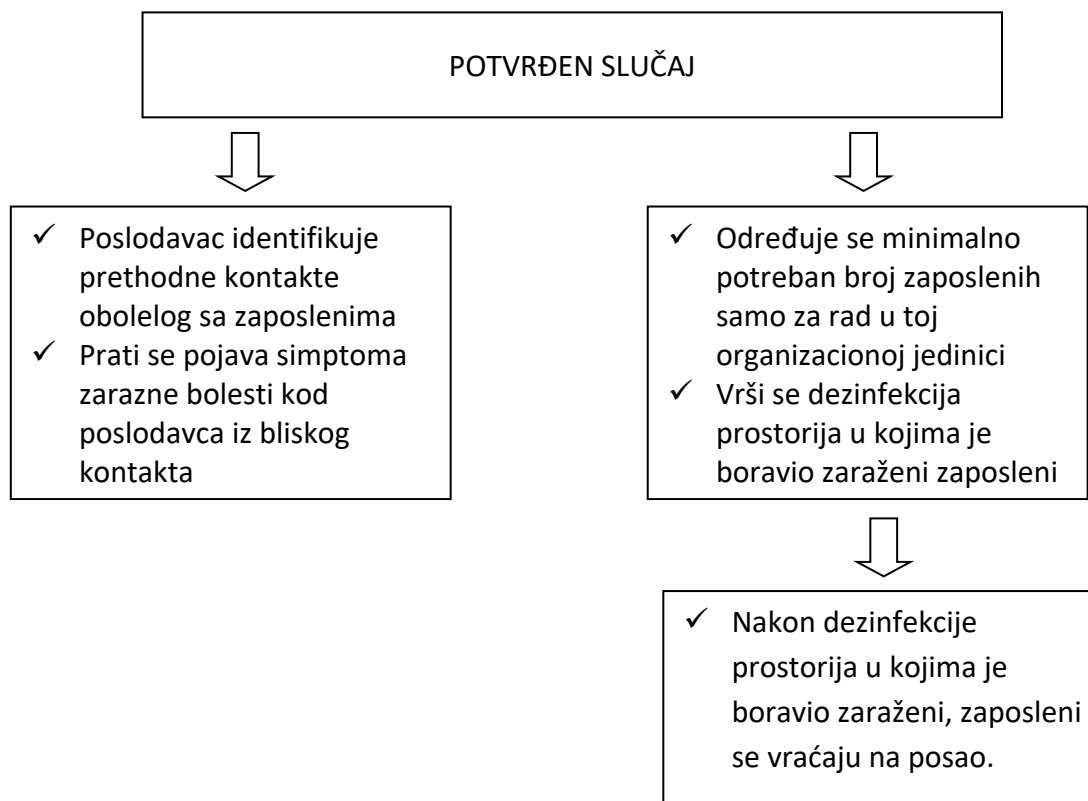 POTVRĐEN SLUČAJ
✓ Poslodavac identifikuje
prethodne kontakte
obolelog sa zaposlenima
✓ Prati se pojava simptoma
zarazne bolesti kod
poslodavca iz bliskog
kontakta
✓ Određuje se minimalno
potreban broj zaposlenih
samo za rad u toj
organizacionoj jedinici
✓ Vrši se dezinfekcija
prostorija u kojima je
boravio zaraženi zaposleni
✓ Nakon dezinfekcije
prostorija u kojima je
boravio zaraženi, zaposleni
se vraćaju na posao.